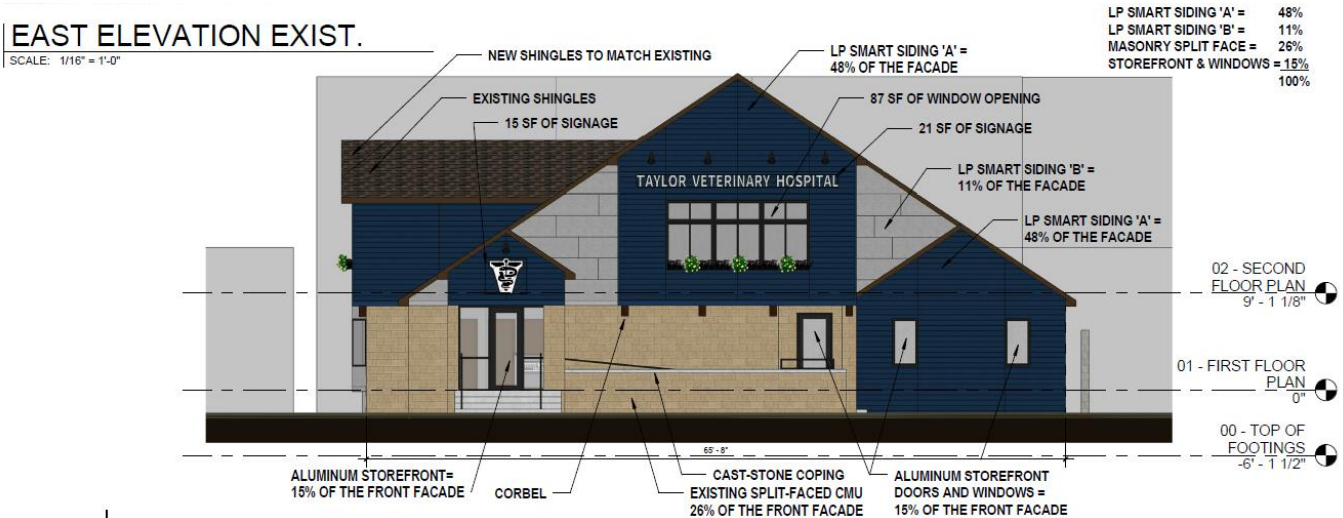 EAST ELEVATION EXIST.
SCALE: 1/16" = 1'-0"
LP SMART SIDING 'A' = 48%
LP SMART SIDING 'B' = 11%
MASONRY SPLIT FACE = 26%
STOREFRONT & WINDOWS = 15%
100%
NEW SHINGLES TO MATCH EXISTING
EXISTING SHINGLES
15 SF OF SIGNAGE
LP SMART SIDING 'A' =
48% OF THE FACADE
87 SF OF WINDOW OPENING
21 SF OF SIGNAGE
LP SMART SIDING 'B' =
11% OF THE FACADE
LP SMART SIDING 'A' =
48% OF THE FACADE
TAYLOR VETERINARY HOSPITAL
02 - SECOND
FLOOR PLAN
9' - 1 1/8"
01 - FIRST FLOOR
PLAN
0"
00 - TOP OF
FOOTINGS
-6' - 1 1/2"
65' - 8"
ALUMINUM STOREFRONT=
15% OF THE FRONT FACADE
CORBEL
CAST-STONE COPING
EXISTING SPLIT-FACED CMU
26% OF THE FRONT FACADE
ALUMINUM STOREFRONT
DOORS AND WINDOWS =
15% OF THE FRONT FACADE